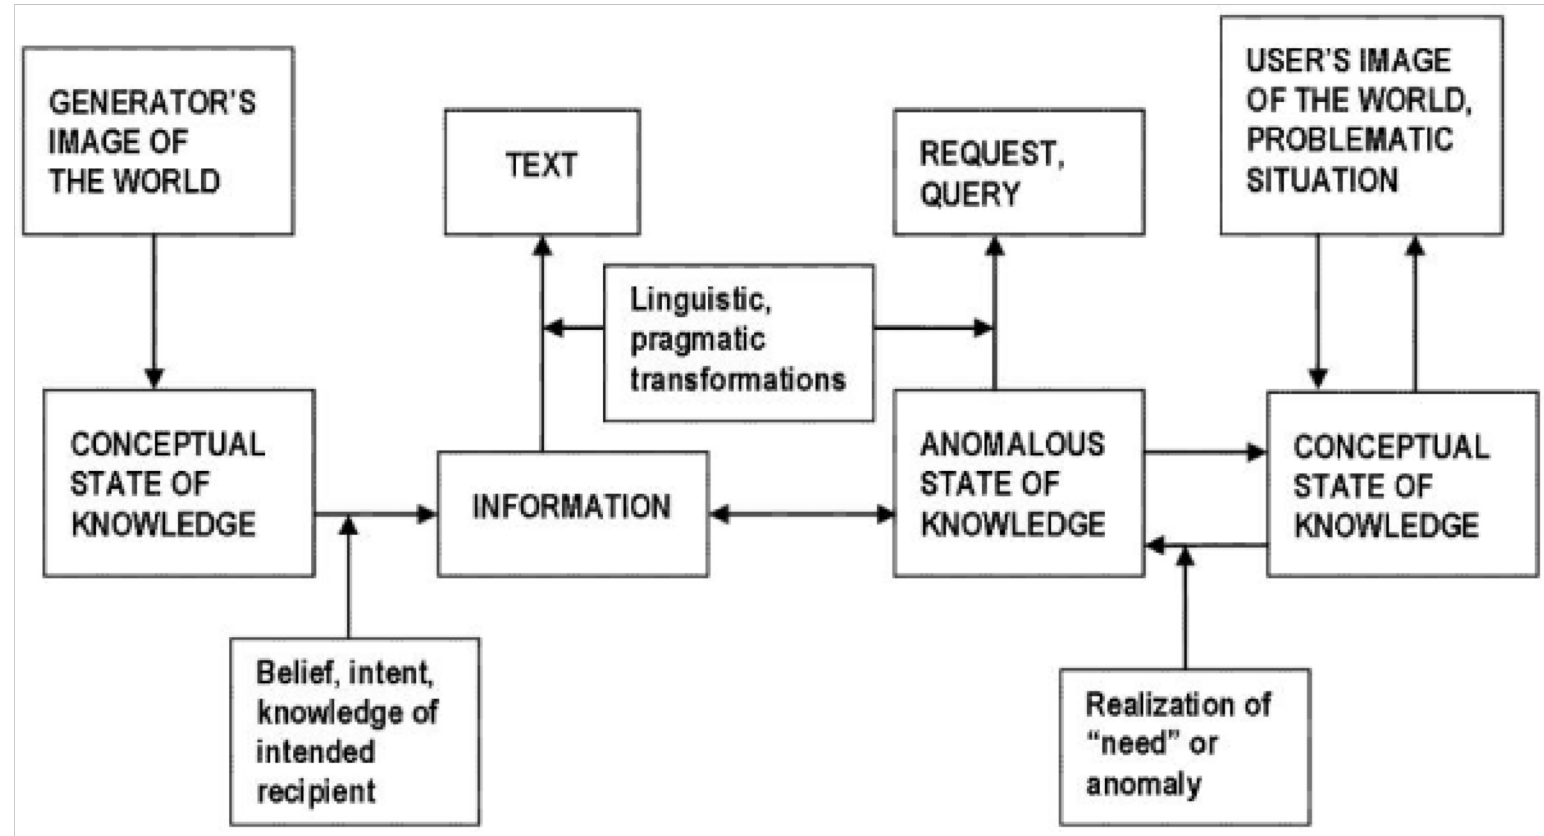 GENERATOR'S
IMAGE OF
THE WORLD
TEXT
REQUEST,
QUERY
USER'S IMAGE
OF THE WORLD,
PROBLEMATIC
SITUATION
Linguistic,
pragmatic
transformations
CONCEPTUAL
STATE OF
KNOWLEDGE
INFORMATION
ANOMALOUS
STATE OF
KNOWLEDGE
CONCEPTUAL
STATE OF
KNOWLEDGE
Belief, intent,
knowledge of
intended
recipient
Realization of
“need” or
anomaly